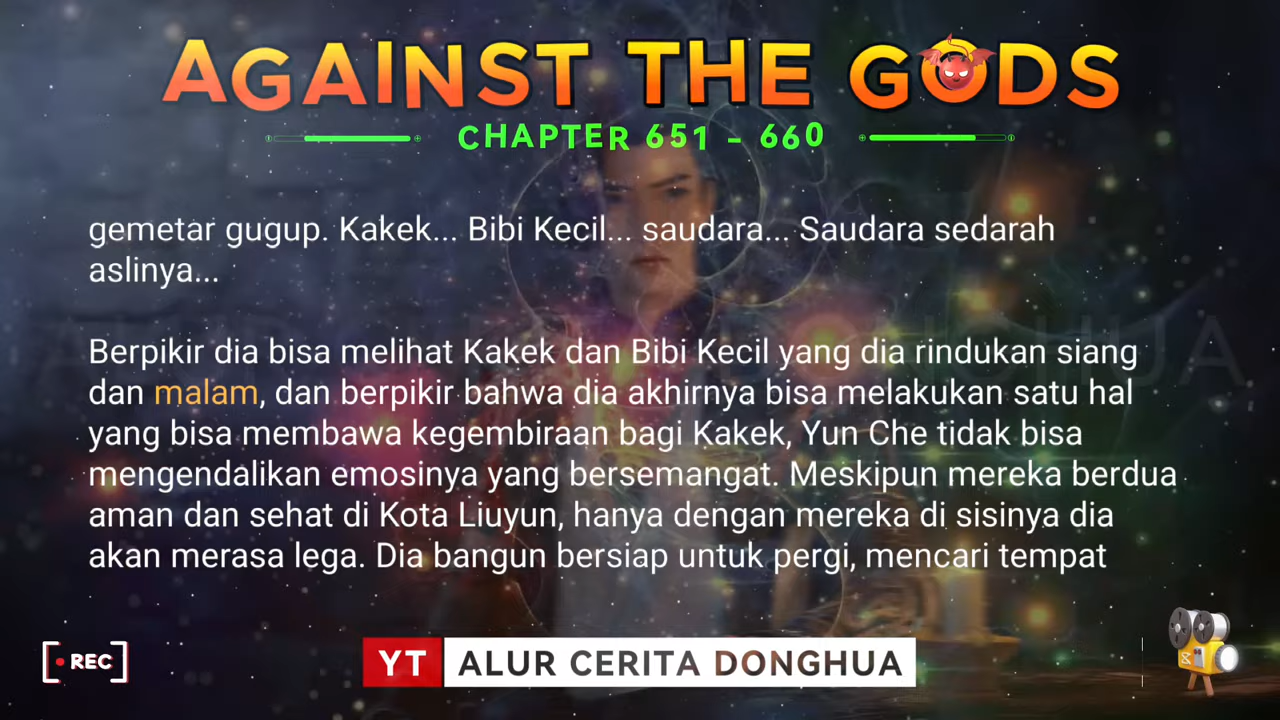 AGAINST THE GODS
CHAPTER 651 - 660
gemetar gugup. Kakek... Bibi Kecil... saudara... Saudara sedarah
aslinya...
Berpikir dia bisa melihat Kakek dan Bibi Kecil yang dia rindukan siang
dan malam, dan berpikir bahwa dia akhirnya bisa melakukan satu hal
yang bisa membawa kegembiraan bagi Kakek, Yun Che tidak bisa
mengendalikan emosinya yang bersemangat. Meskipun mereka berdua
aman dan sehat di Kota Liuyun, hanya dengan mereka di sisinya dia
akan merasa lega. Dia bangun bersiap untuk pergi, mencari tempat
REC
YT ALUR CERITA DONGHUA